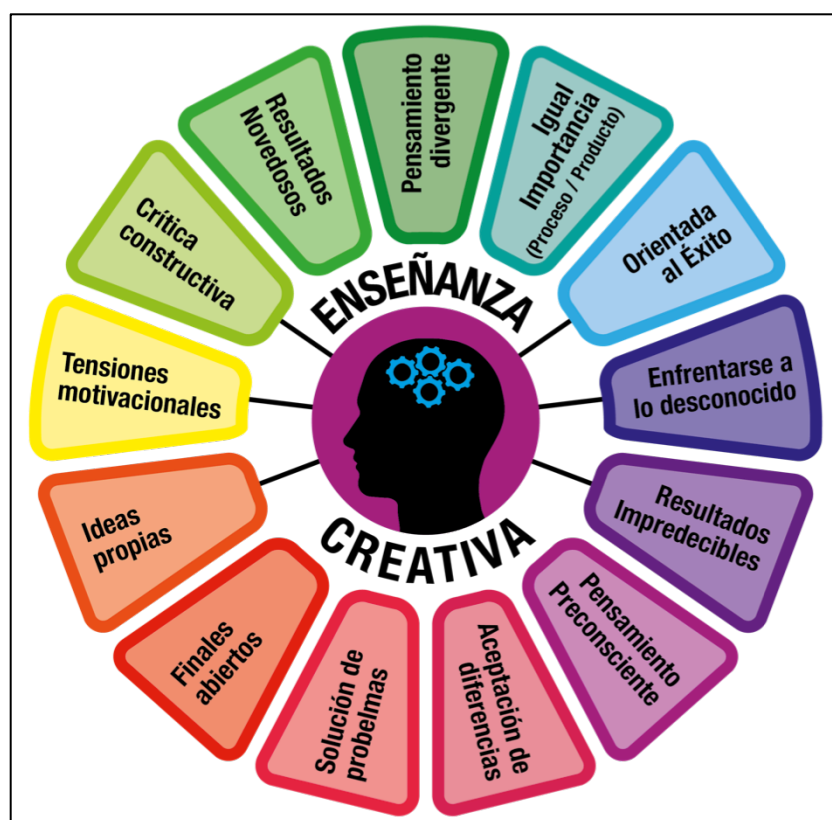 Pensamiento
divergente
Igual
Importancia
(Proceso / Producto)
Orientada
al Éxito
Enfrentarse a
lo desconocido
Resultados
Impredecibles
Pensamiento
Preconsciente
Aceptación de
diferencias
Solución de
probelmas
Finales
abiertos
Ideas
propias
Tensiones
motivacionales
Crítica
constructiva
Resultados
Novedosos
ENSEÑANZA
CREATIVA